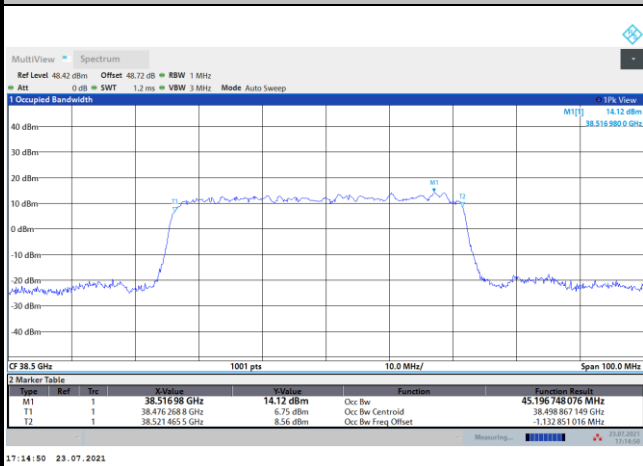 MultiView Spectrum
Ref Level 48.42 dBm Offset 48.72 dB RBW 1 MHz
Att 0 dB SWT 1.2 ms VBW 3 MHz Mode Auto Sweep
1 Occupied Bandwidth 1Pk View
M1[1] 14.12 dBm
38.516 980 0 GHz
40 dBm
30 dBm
20 dBm
M1
T1 T2
10 dBm
0 dBm
-10 dBm
-20 dBm
-30 dBm
-40 dBm
CF 38.5 GHz 1001 pts 10.0 MHz/ Span 100.0 MHz
2 Marker Table
Type Ref Trc X-Value Y-Value Function Function Result
M1 1 38.516 98 GHz 14.12 dBm Occ Bw 45.196 748 076 MHz
T1 1 38.476 268 8 GHz 6.75 dBm Occ Bw Centroid 38.498 867 149 GHz
T2 1 38.521 465 5 GHz 8.56 dBm Occ Bw Freq Offset -1.132 851 016 MHz
Measuring... 23.07.2021
17:14:50
17:14:50 23.07.2021